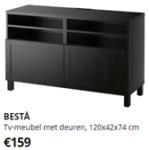 BESTÅ
Tv-meubel met deuren, 120x42x74 cm
€159